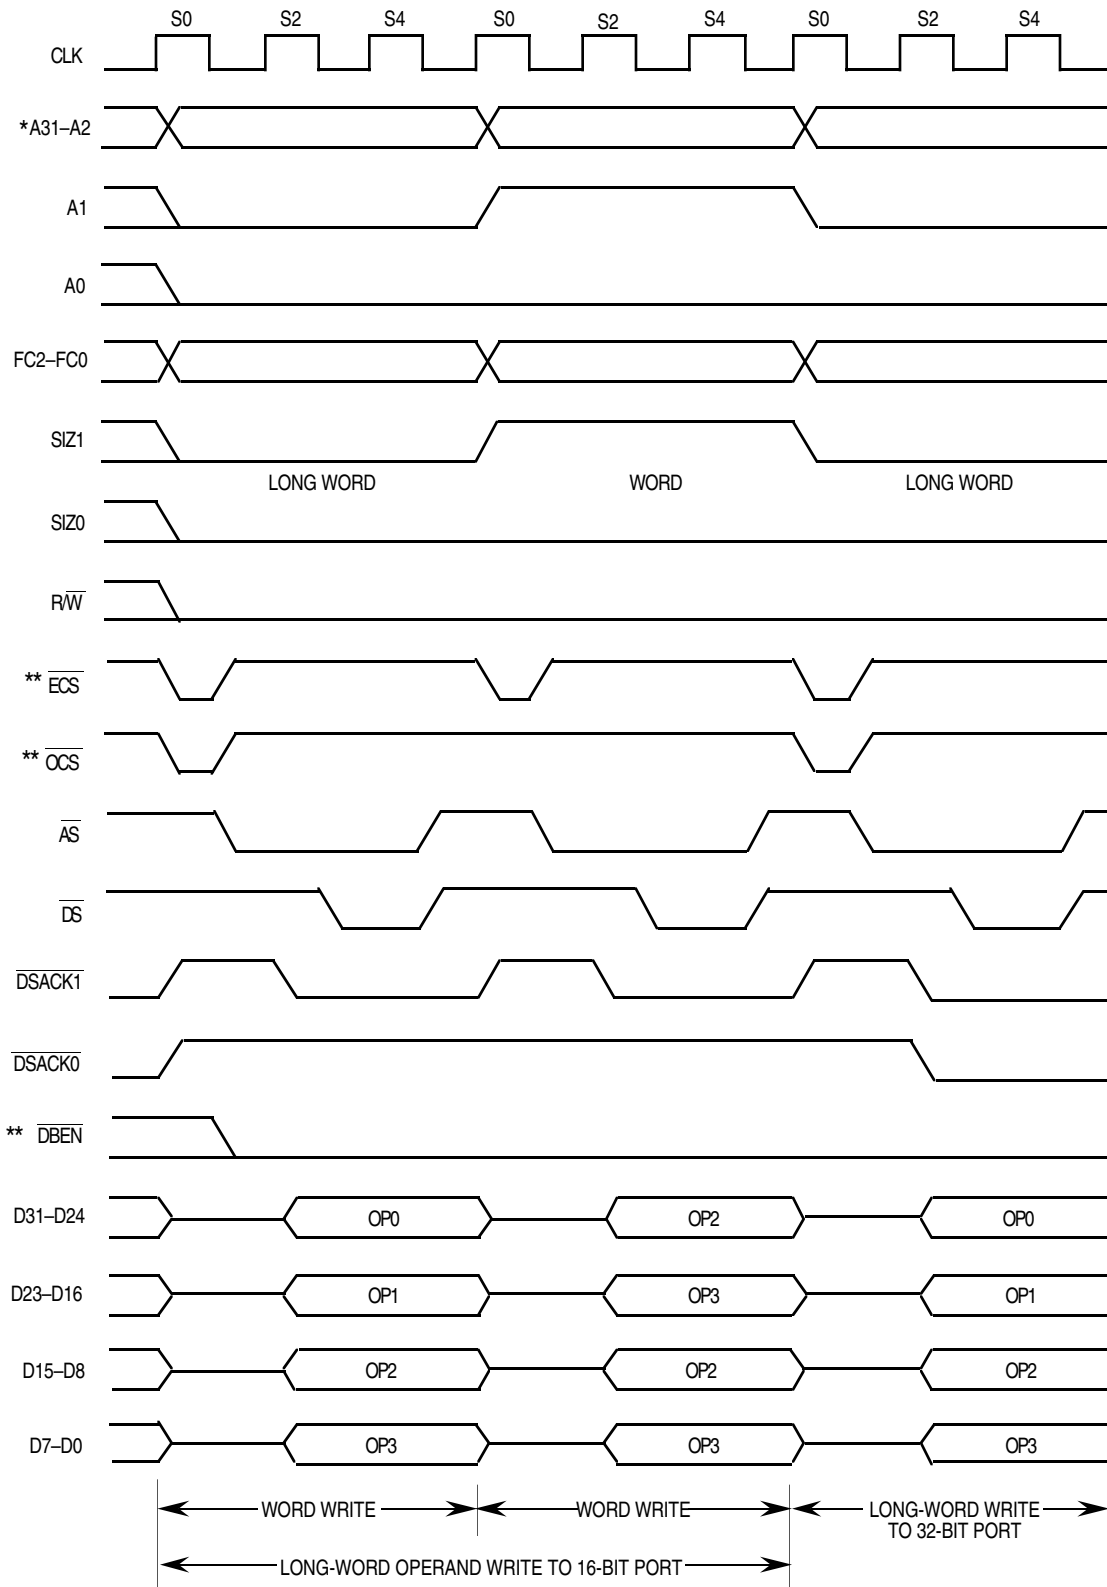 S0 S2 S4 S0 S2 S4 S0 S2 S4
CLK
*A31–A2
A1
A0
FC2–FC0
SIZ1
LONG WORD WORD LONG WORD
SIZ0
R/W
** ECS
** OCS
AS
DS
DSACK1
DSACK0
** DBEN
D31–D24 OP0 OP2 OP0
D23–D16 OP1 OP3 OP1
D15–D8 OP2 OP2 OP2
D7–D0 OP3 OP3 OP3
WORD WRITE WORD WRITE LONG-WORD WRITE
TO 32-BIT PORT
LONG-WORD OPERAND WRITE TO 16-BIT PORT